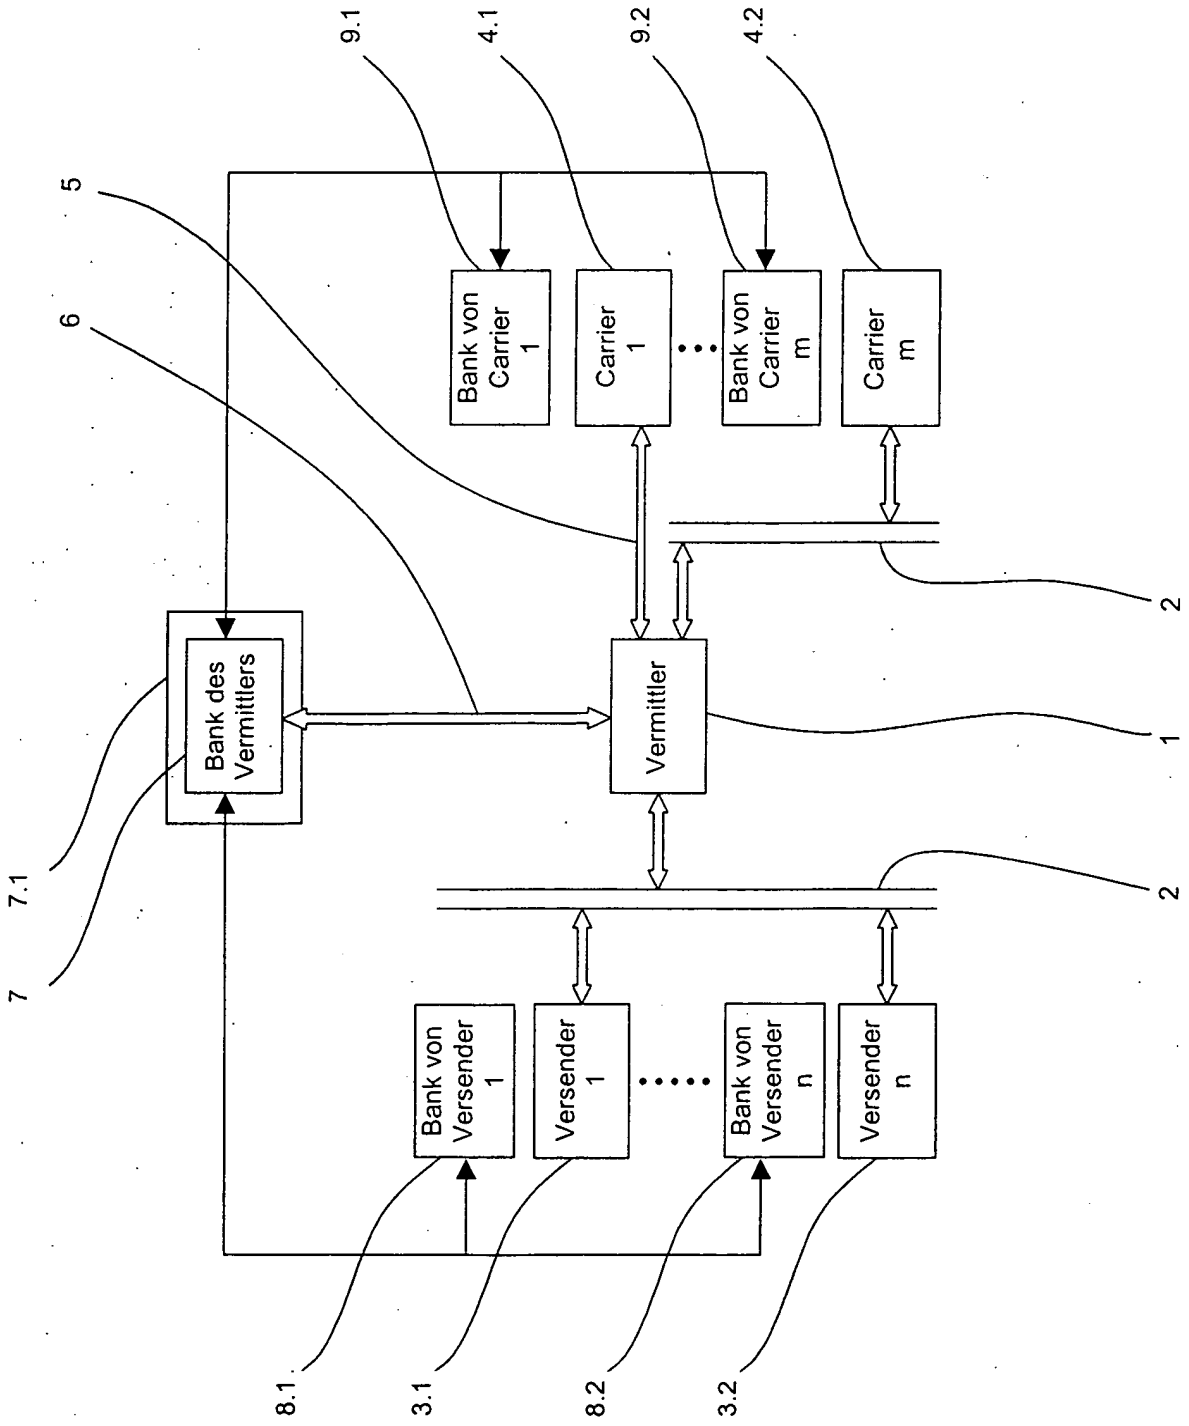 9.1
4.1
9.2
4.2
5
6
Bank von
Carrier
1
Carrier
1
Bank von
Carrier
m
Carrier
m
2
7.1
7
Bank des
Vermittlers
Vermittler
1
2
Bank von
Versender
1
Versender
1
Bank von
Versender
n
Versender
n
8.1
3.1
8.2
3.2